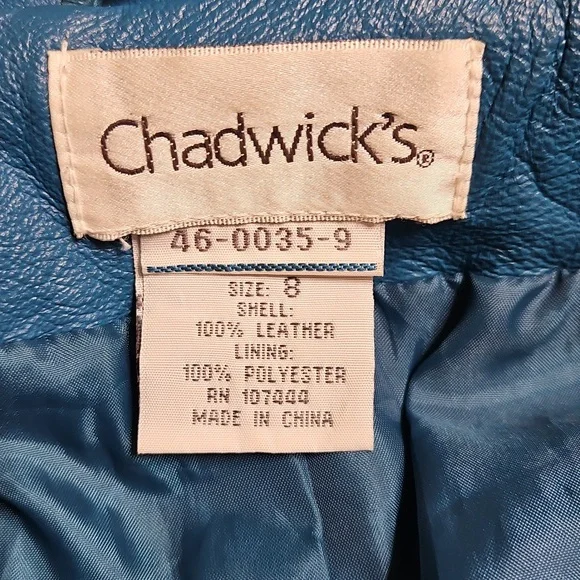 Chadwick's®
46-0035-9
SIZE: 8
SHELL:
100% LEATHER
LINING:
100% POLYESTER
RN 107444
MADE IN CHINA